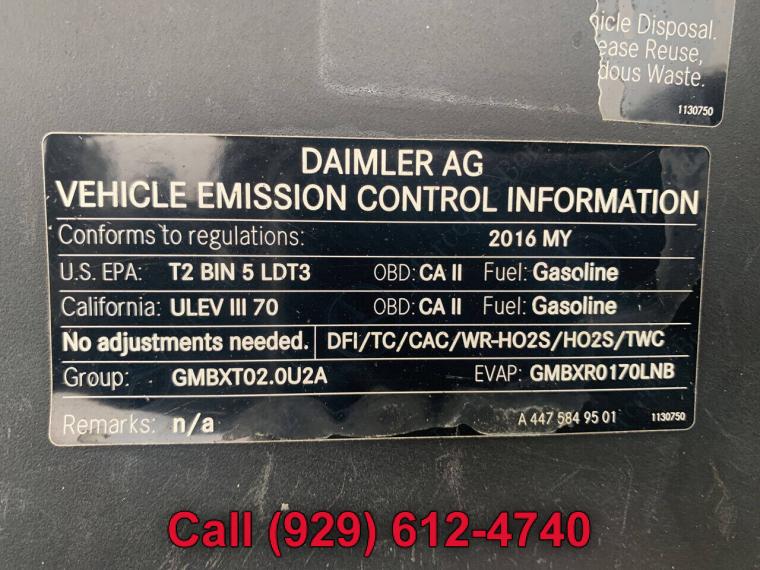 hicle Disposal.
ease Reuse,
dous Waste.
1130750
DAIMLER AG
VEHICLE EMISSION CONTROL INFORMATION
Conforms to regulations: 2016 MY
U.S. EPA: T2 BIN 5 LDT3 OBD: CA II Fuel: Gasoline
California: ULEV III 70 OBD: CA II Fuel: Gasoline
No adjustments needed. DFI/TC/CAC/WR-HO2S/HO2S/TWC
Group: GMBXT02.0U2A EVAP: GMBXR0170LNB
Remarks: n/a A 447 584 95 01 1130750
Call (929) 612-4740